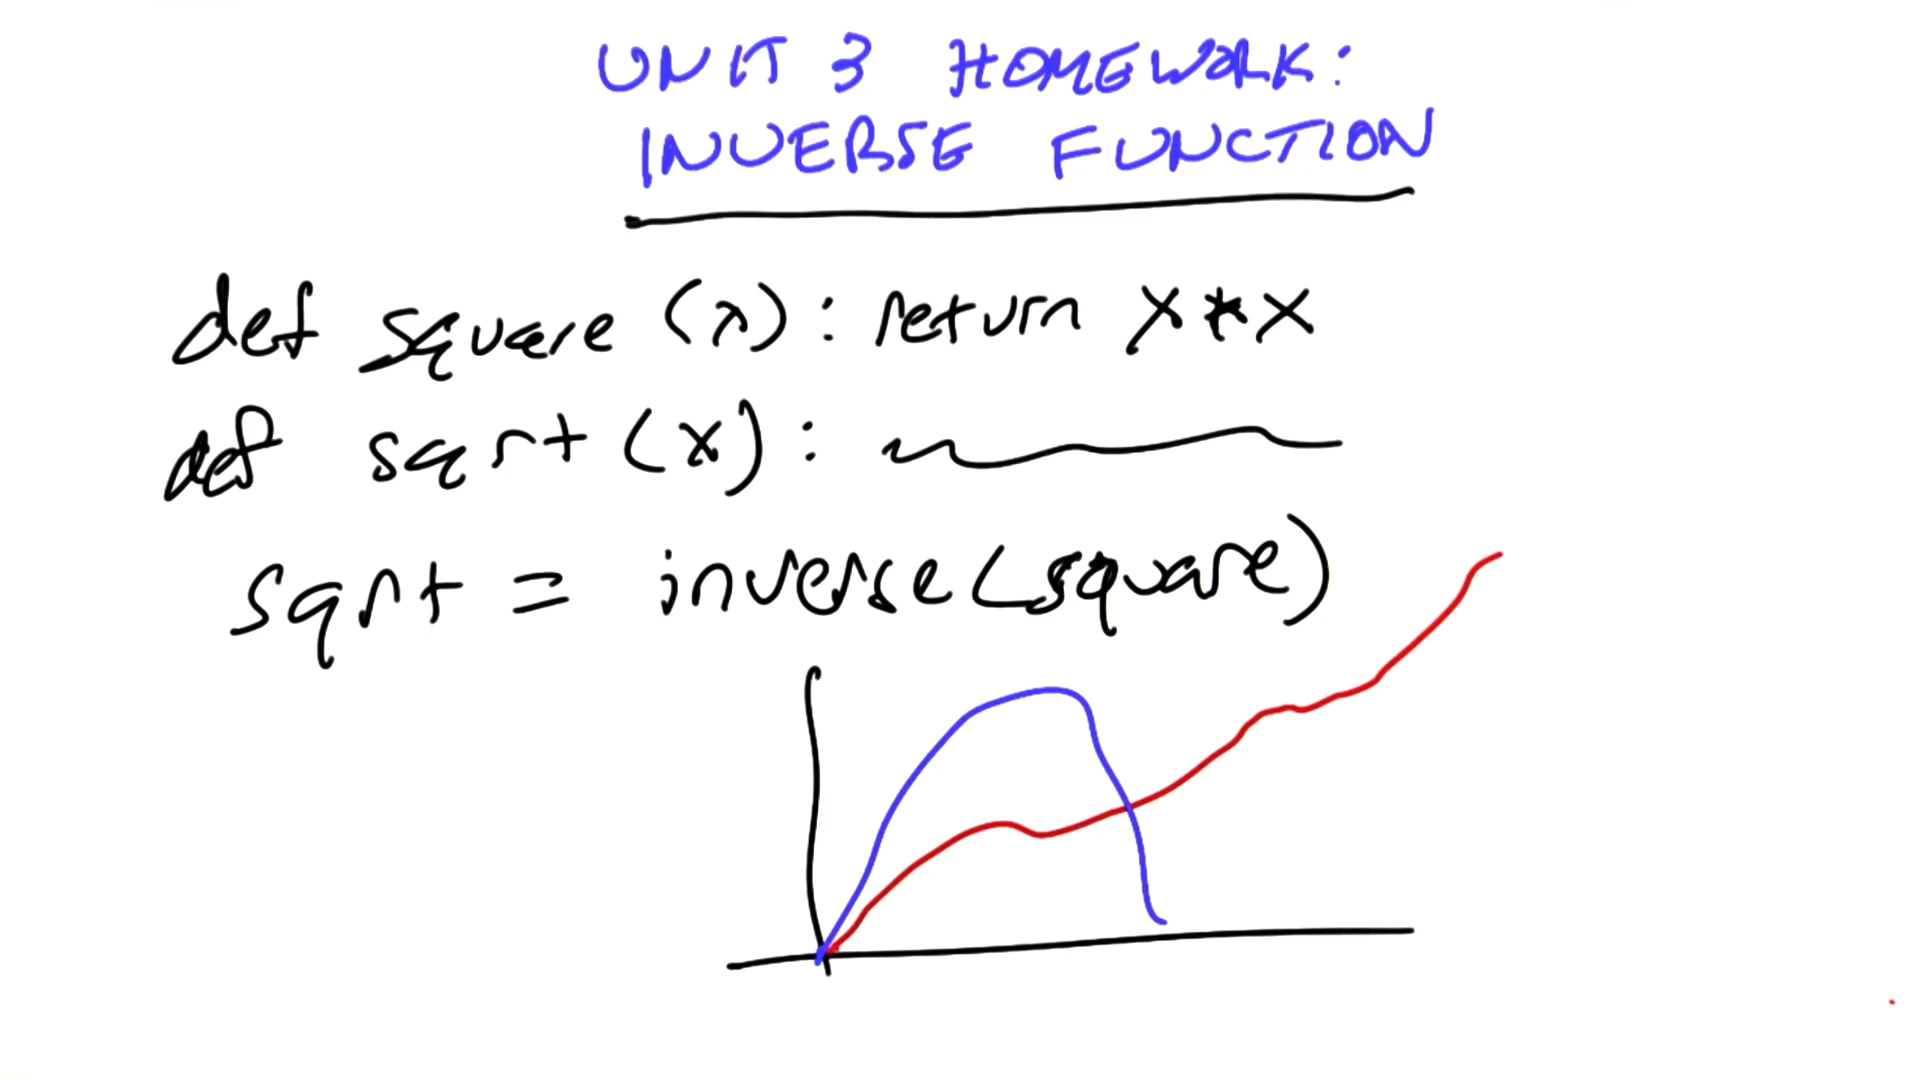 UNIT 3 HOMEWORK:
INVERSE FUNCTION
def square (x): return x*x
def sqrt (x):
sqrt = inverse(square)